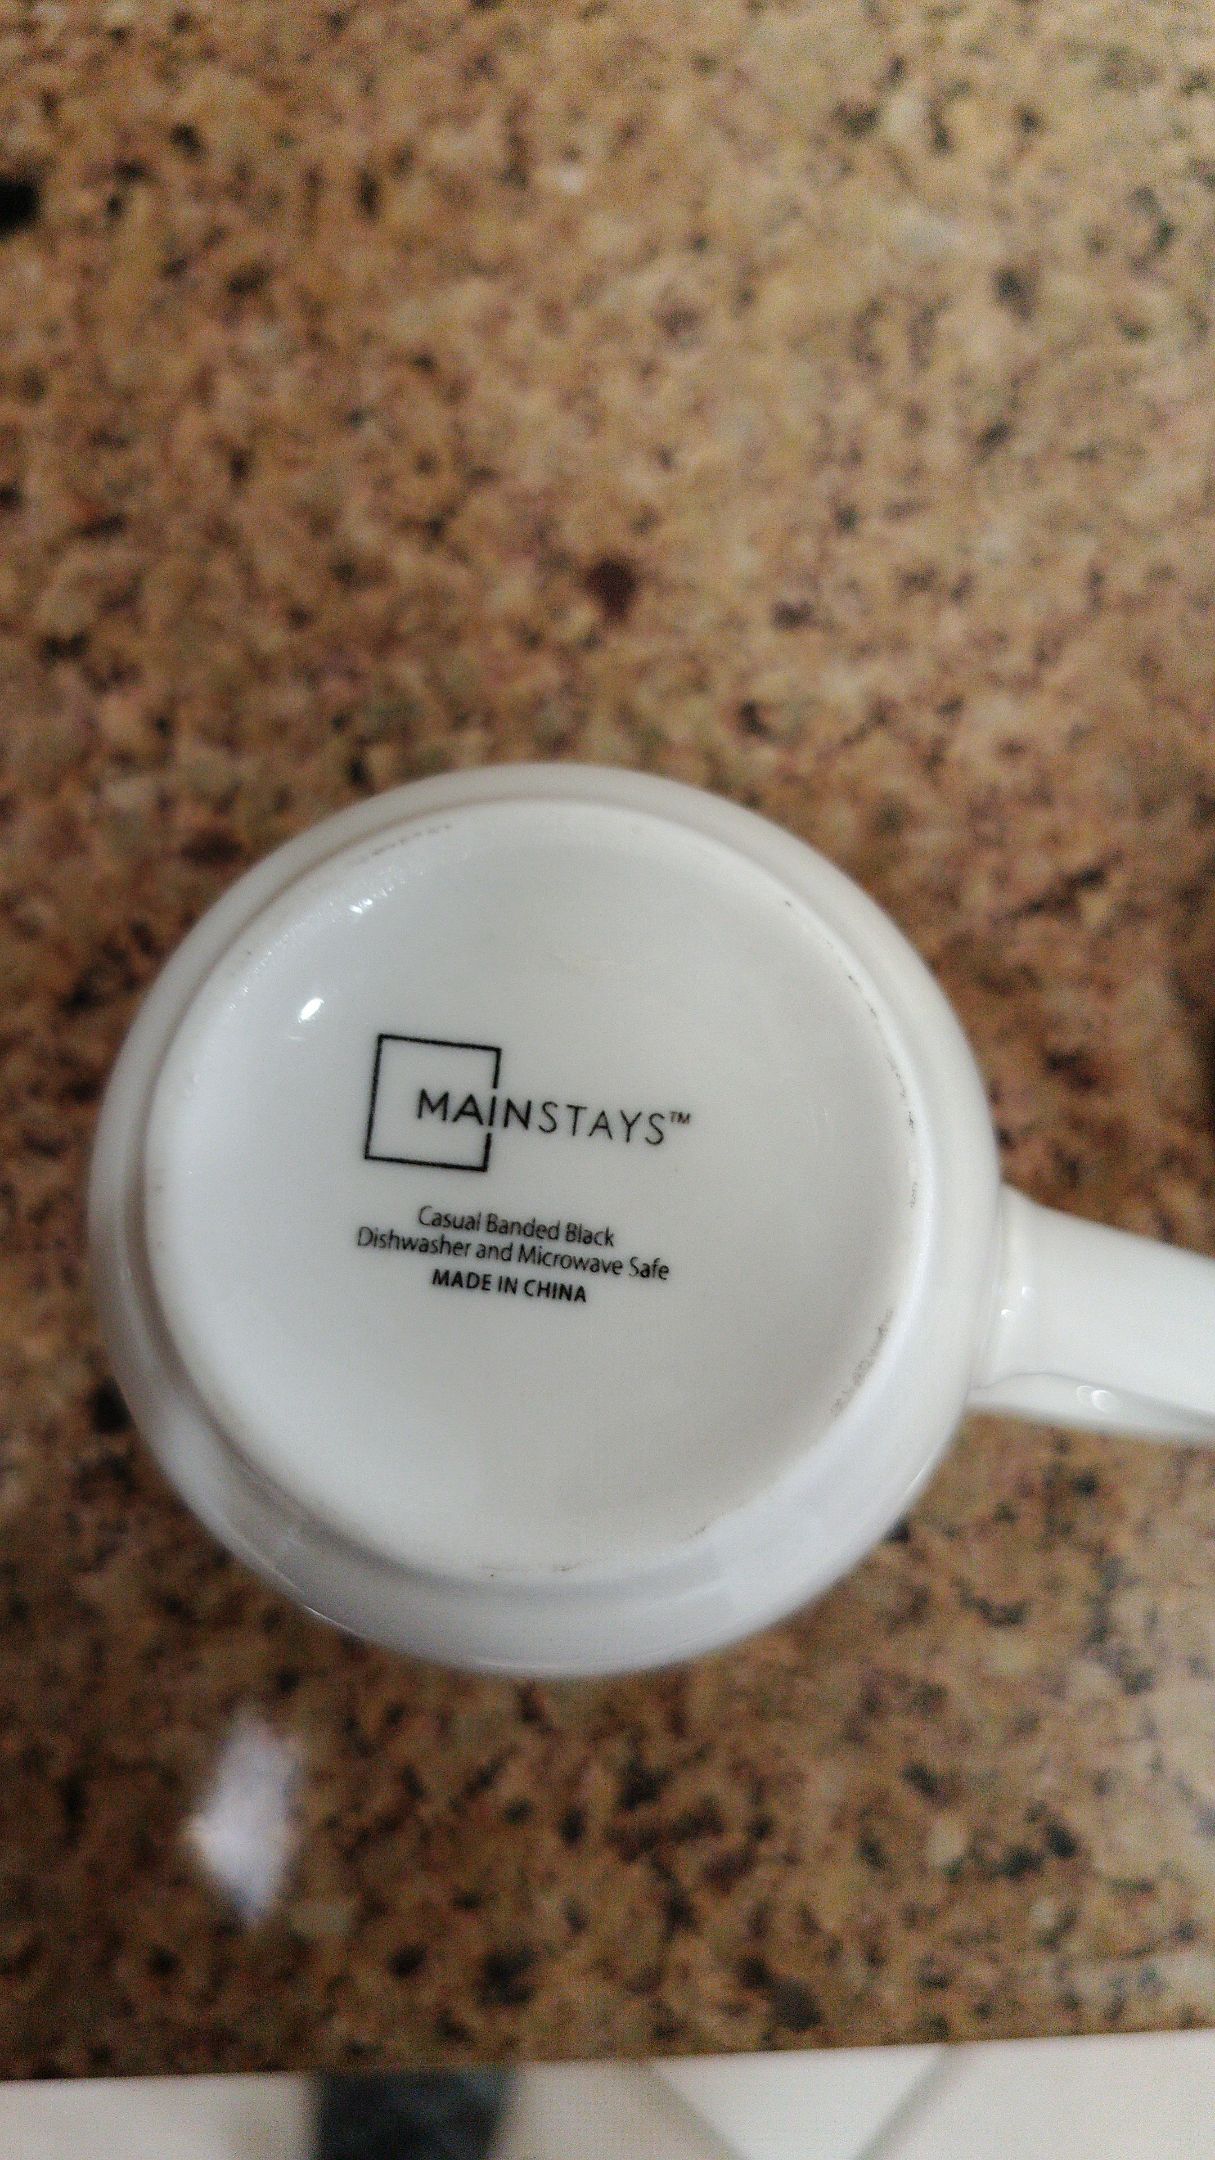 MAINSTAYS™
Casual Banded Black
Dishwasher and Microwave Safe
MADE IN CHINA